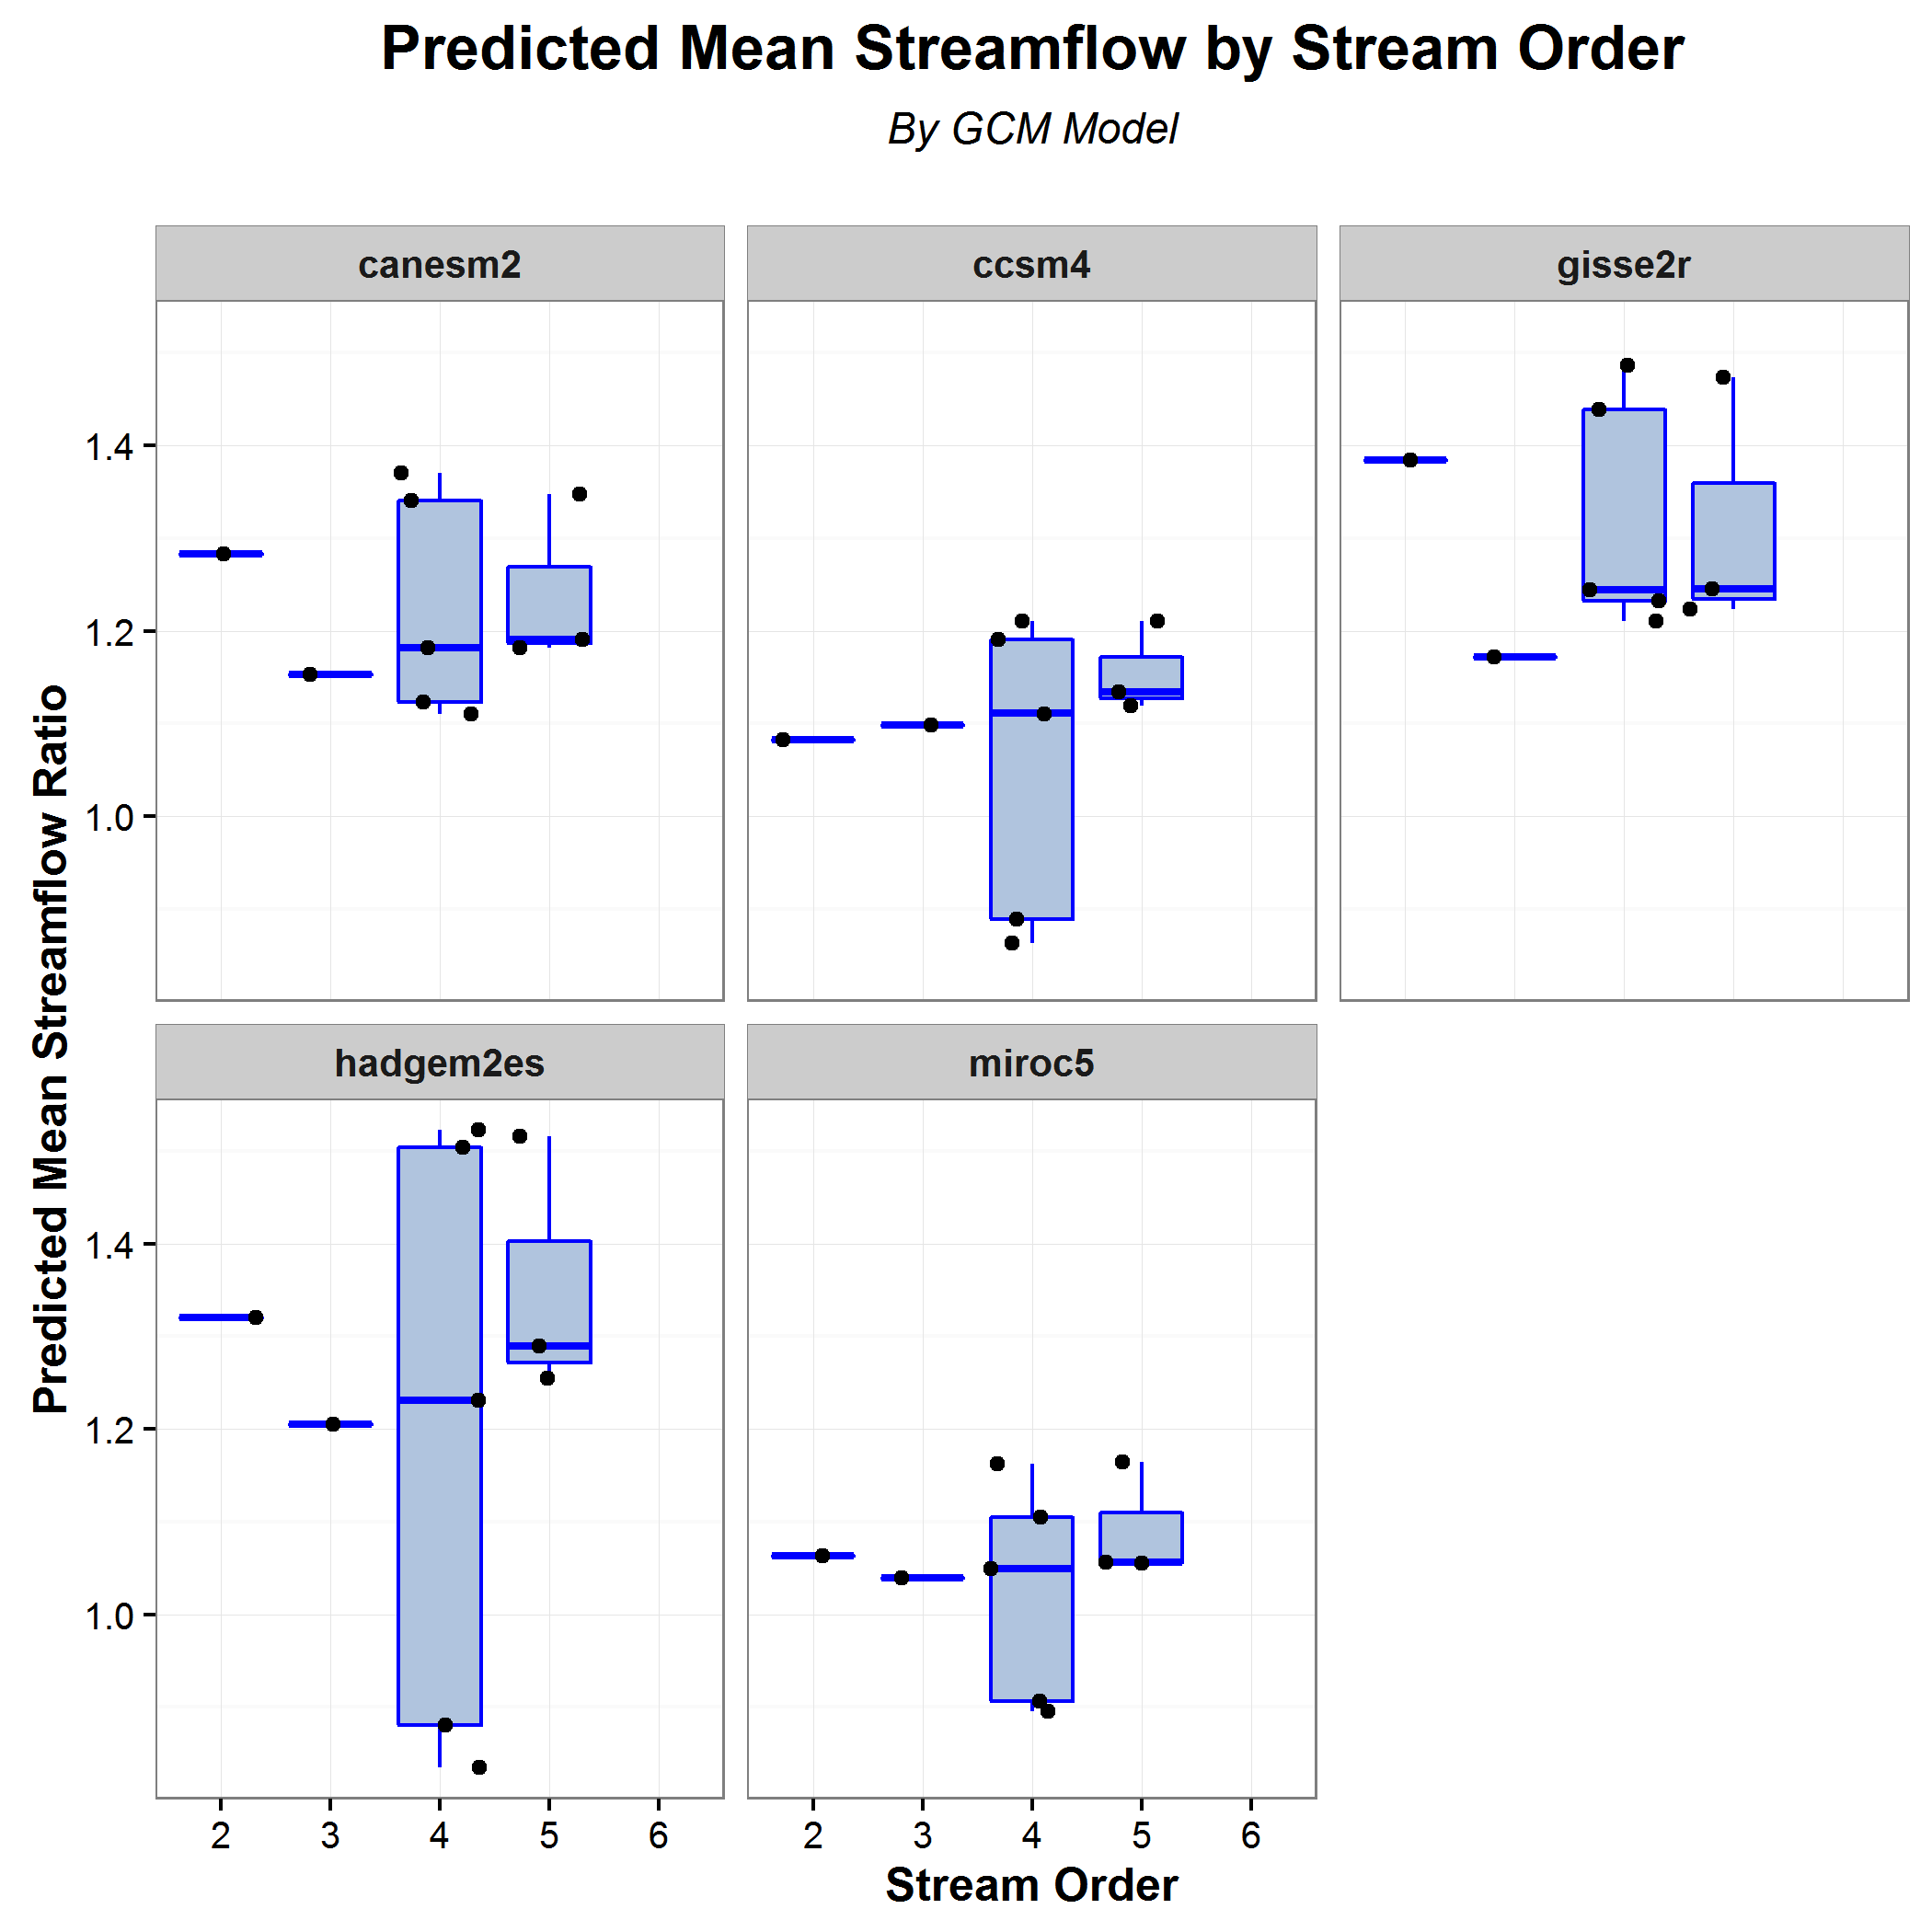 Predicted Mean Streamflow by Stream Order
By GCM Model
canesm2
ccsm4
gisse2r
1.4
1.2
1.0
Predicted Mean Streamflow Ratio
hadgem2es
miroc5
1.4
1.2
1.0
2 3 4 5 6
2 3 4 5 6
Stream Order